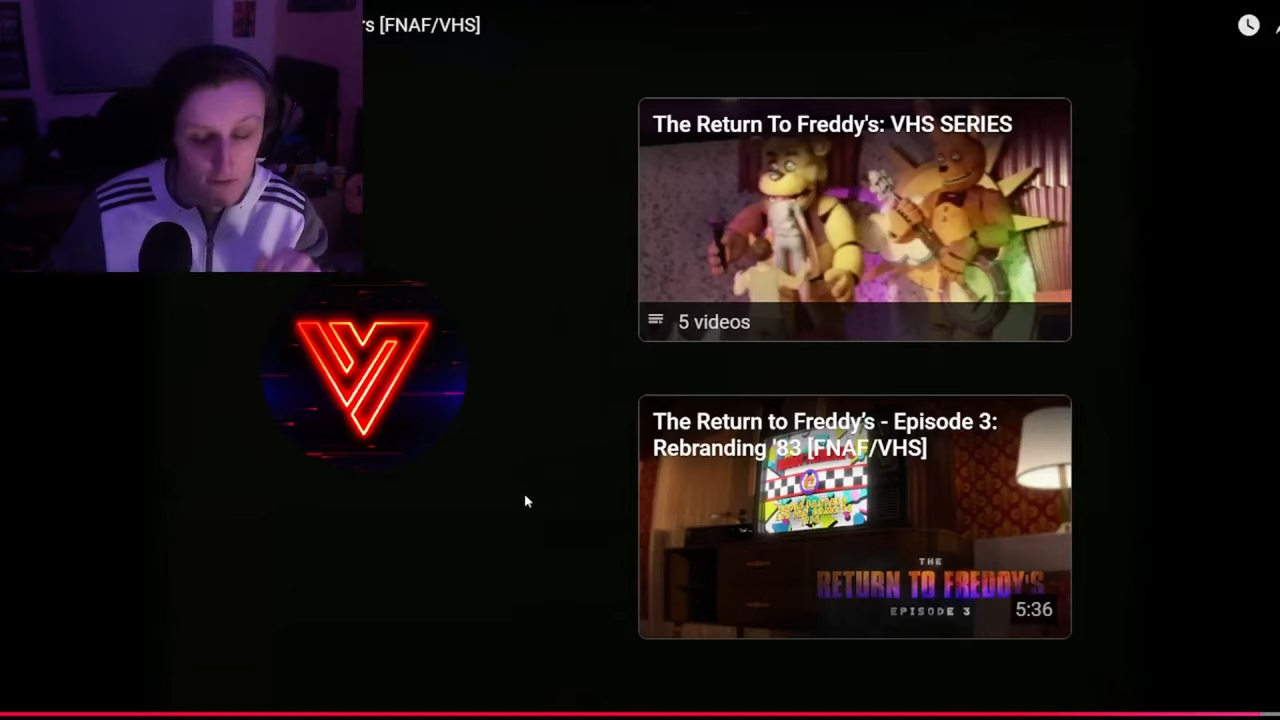 s [FNAF/VHS]
The Return To Freddy's: VHS SERIES
5 videos
The Return to Freddy's - Episode 3:
Rebranding '83 [FNAF/VHS]
THE
RETURN TO FREDDY'S
EPISODE 3
5:36